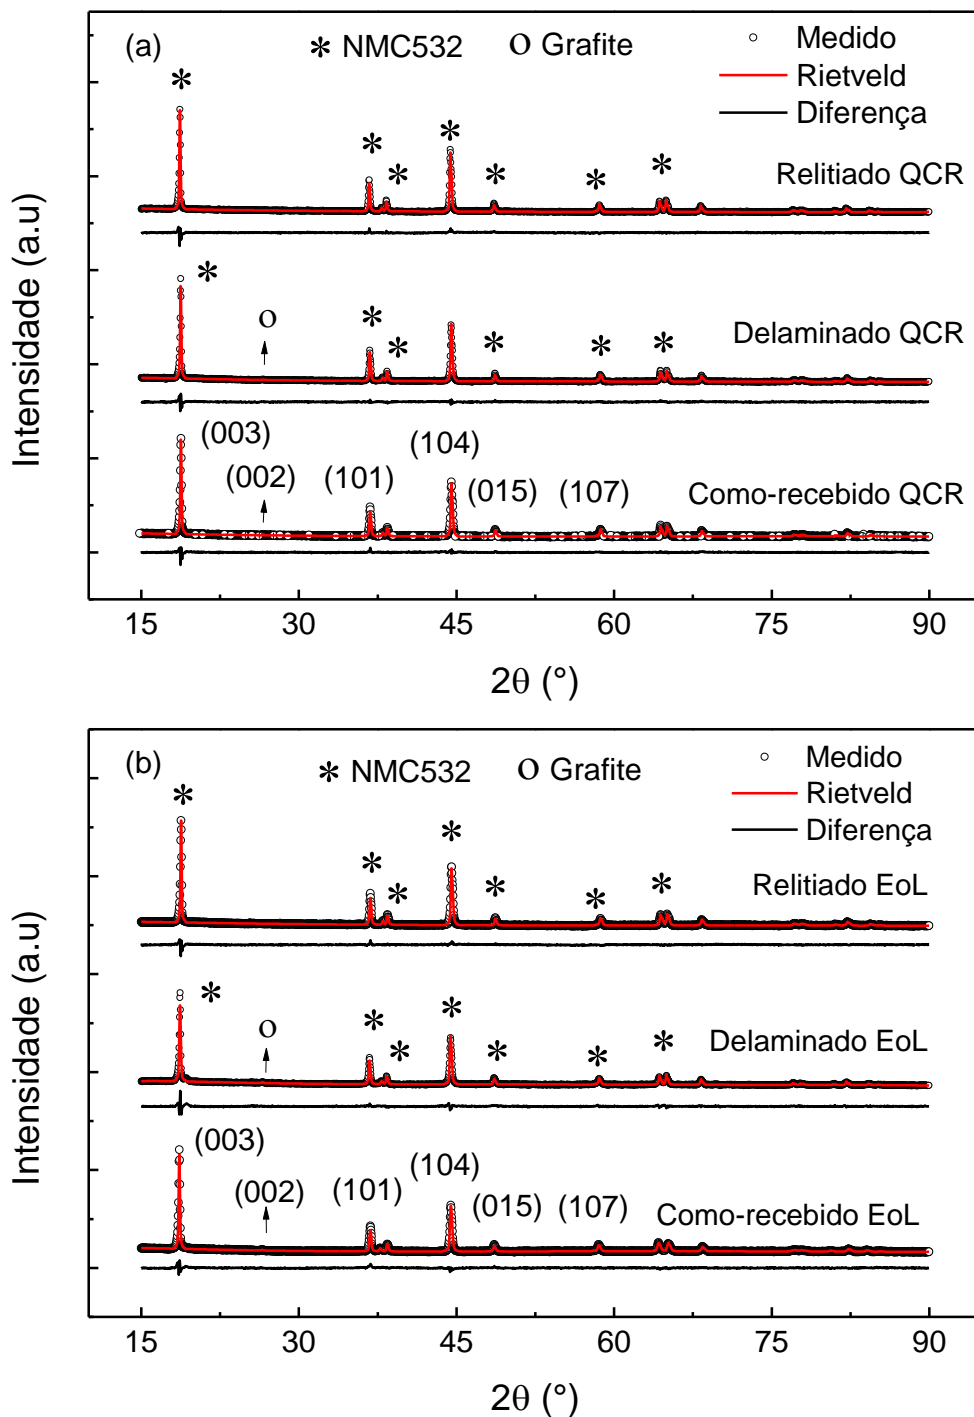 (a)
* NMC532 o Grafite
Medido
Rietveld
Diferença
*
* * * * * *
Relitiado QCR
*
o
* * * * * *
Delaminado QCR
(003)
(002)
(101)
(104)
(015)
(107)
Como-recebido QCR
Intensidade (a.u)
15 30 45 60 75 90
2θ (°)
(b)
* NMC532 o Grafite
Medido
Rietveld
Diferença
*
* * * * * *
Relitiado EoL
*
o
* * * * * *
Delaminado EoL
(003)
(002)
(101)
(104)
(015)
(107)
Como-recebido EoL
Intensidade (a.u)
15 30 45 60 75 90
2θ (°)